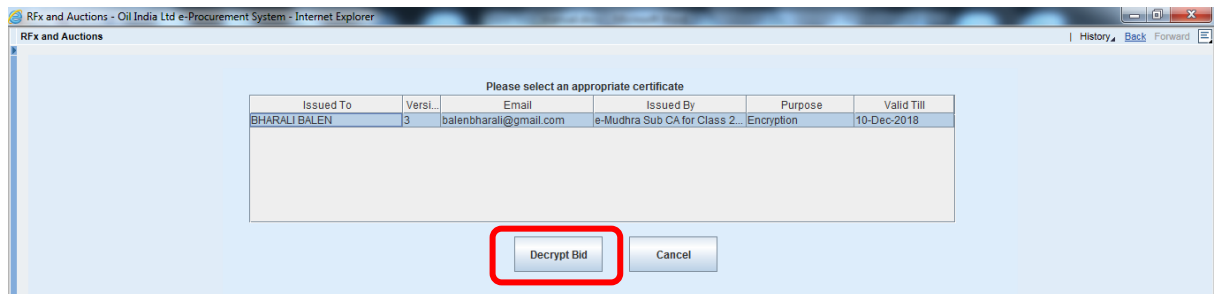 RFx and Auctions - Oil India Ltd e-Procurement System - Internet Explorer
RFx and Auctions | History Back Forward
Please select an appropriate certificate
Issued To Versi... Email Issued By Purpose Valid Till
BHARALI BALEN 3 balenbharali@gmail.com e-Mudhra Sub CA for Class 2... Encryption 10-Dec-2018
Decrypt Bid Cancel